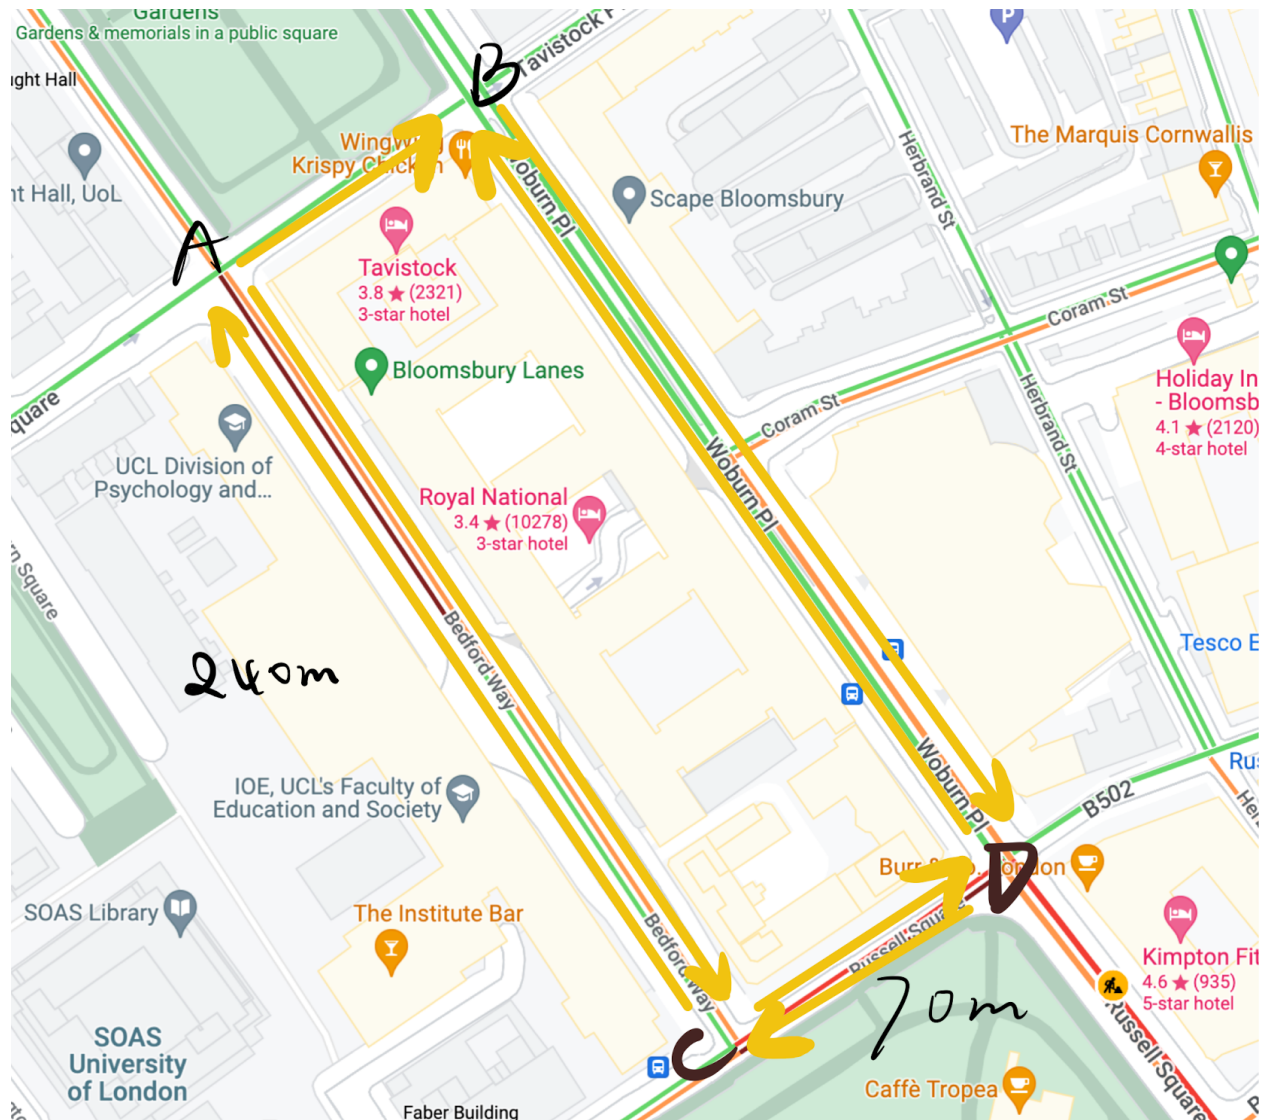 Gardens
Gardens & memorials in a public square
ught Hall
B
Tavistock P
P
Herbrand St
The Marquis Cornwallis
nt Hall, UoL
Krispy Chicken
oburn Pl
Scape Bloomsbury
A
Tavistock
3.8 ★ (2321)
3-star hotel
Coram St
Bloomsbury Lanes
Coram St
Herbrand St
Holiday In
- Bloomsb
4.1 ★ (2120)
4-star hotel
quare
UCL Division of
Psychology and...
Woburn Pl
Royal National
3.4 ★ (10278)
3-star hotel
n Square
Bedford Way
240m
Tesco E
Woburn Pl
IOE, UCL's Faculty of
Education and Society
B502
Rus
Her
SOAS Library
The Institute Bar
Bedford Way
D
Russell Square
70m
Kimpton Fit
4.6 ★ (935)
5-star hotel
C
SOAS
University
of London
Russell Square
Caffè Tropea
Faber Building